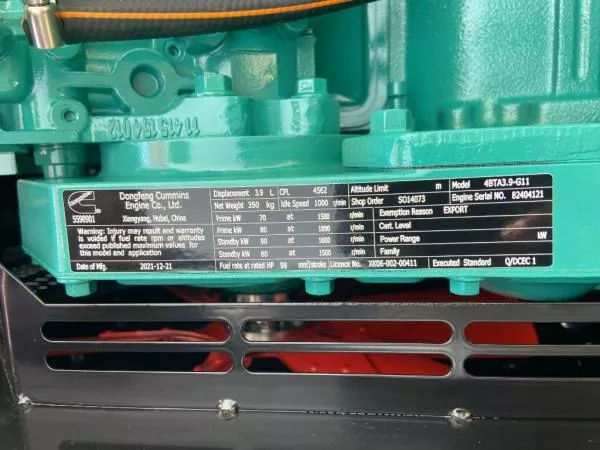 11415154012
Dongfeng Cummins
Engine Co., Ltd.
5590501
Xiangyang, Hubei, China
Warning: Injury may result and warranty
is voided if fuel rate rpm or altitudes
exceed published maximum values for
this model and application
Date of Mfg. 2021-12-21
Displacement 3.9 L CPL 4562
Net Weight 350 kg Idle Speed 1000 r/min
Prime kW 70 at 1500 r/min
Prime kW 80 at 1800 r/min
Standby kW 90 at 1800 r/min
Standby kW 80 at 1500 r/min
Fuel rate at rated HP 98 mm³/stroke Licence No. XK06-002-00411
Altitude Limit m
Shop Order SO14073
Exemption Reason EXPORT
Cert. Level
Power Range kW
Family
Executed Standard Q/DCEC 1
Model 4BTA3.9-G11
Engine Serial NO. 82404121